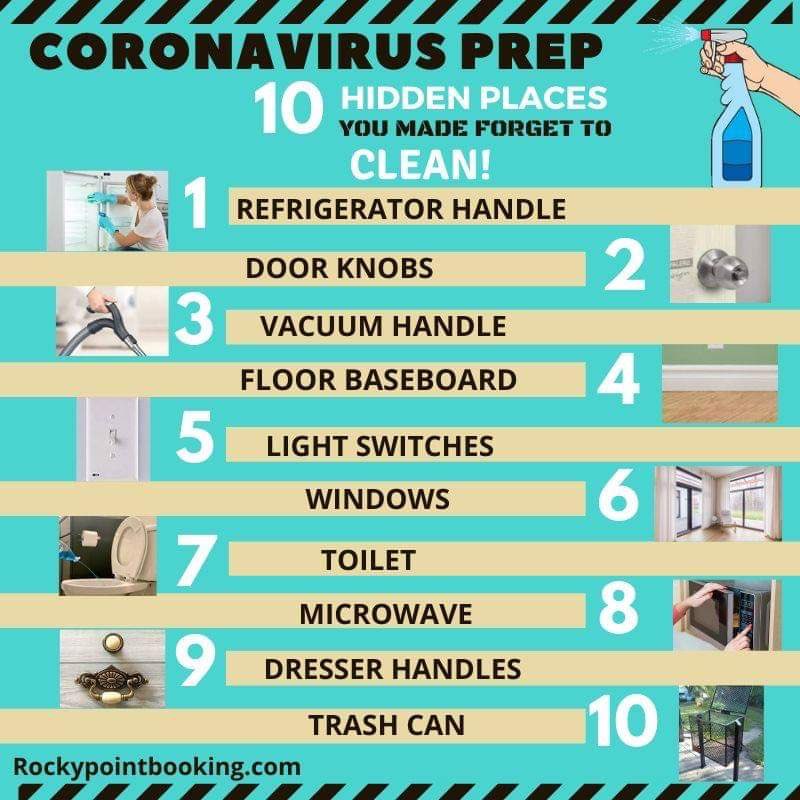 CORONAVIRUS PREP
10 HIDDEN PLACES
YOU MADE FORGET TO
CLEAN!
1 REFRIGERATOR HANDLE
DOOR KNOBS 2
3 VACUUM HANDLE
FLOOR BASEBOARD 4
5 LIGHT SWITCHES
WINDOWS 6
7 TOILET
MICROWAVE 8
9 DRESSER HANDLES
TRASH CAN 10
Rockypointbooking.com